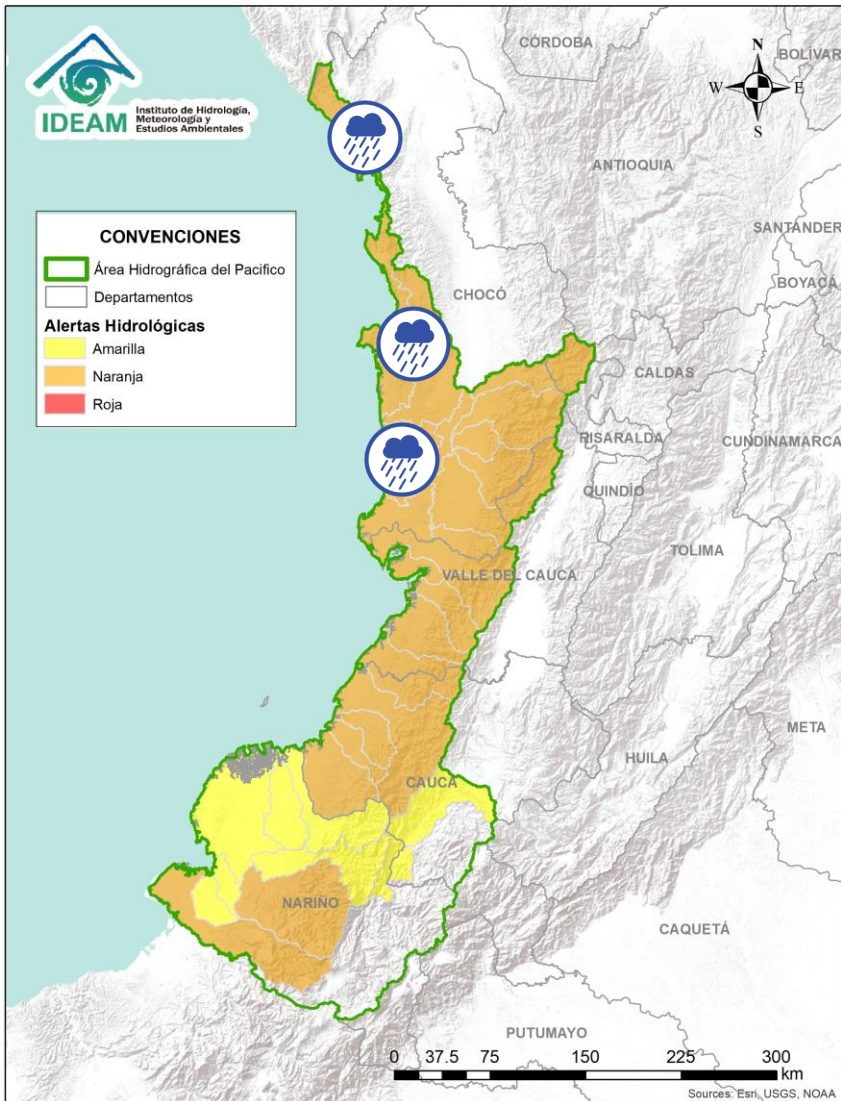 IDEAM
Instituto de Hidrología,
Meteorología y
Estudios Ambientales
CÓRDOBA
BOLÍVAR
N
W
E
S
ANTIOQUIA
SANTANDER
BOYACÁ
CONVENCIONES
Área Hidrográfica del Pacifico
Departamentos
Alertas Hidrológicas
Amarilla
Naranja
Roja
CHOCÓ
CALDAS
RISARALDA
CUNDINAMARCA
QUINDÍO
TOLIMA
VALLE DEL CAUCA
META
HUILA
CAUCA
NARIÑO
CAQUETÁ
PUTUMAYO
0 37.5 75 150 225 300
km
Sources: Esri, USGS, NOAA